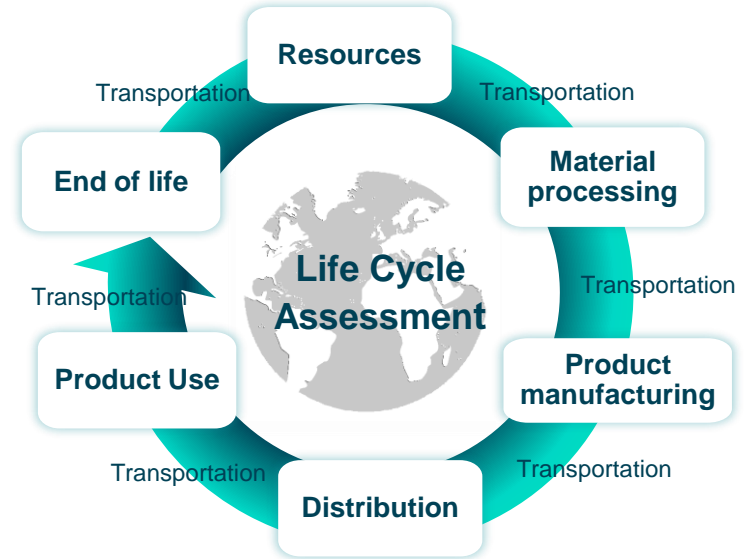 Resources
Transportation
Transportation
Material
processing
End of life
Life Cycle
Assessment
Transportation
Transportation
Product
manufacturing
Product Use
Transportation
Transportation
Distribution